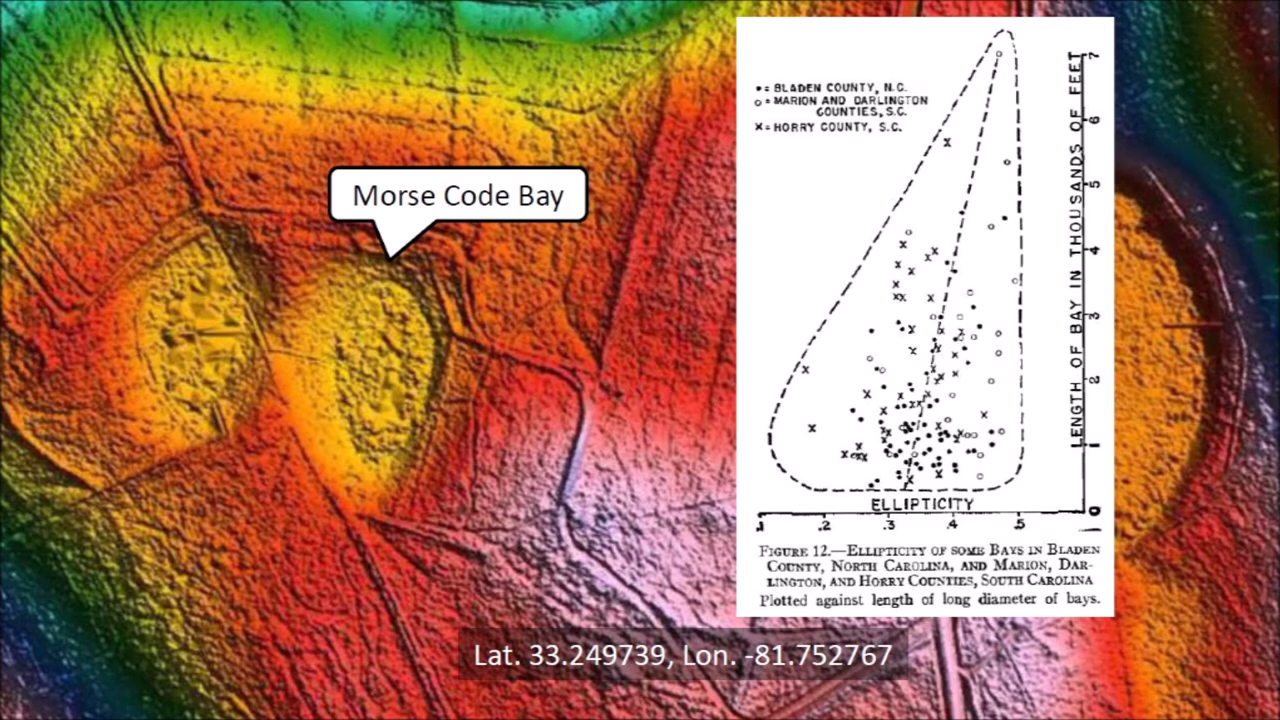 Morse Code Bay
•= BLADEN COUNTY, N.C.
o= MARION AND DARLINGTON
COUNTIES, S.C.
x= HORRY COUNTY, S.C.
LENGTH OF BAY IN THOUSANDS OF FEET
7
6
5
4
3
2
1
0
ELLIPTICITY
.1 .2 .3 .4 .5
FIGURE 12.—ELLIPTICITY OF SOME BAYS IN BLADEN
COUNTY, NORTH CAROLINA, AND MARION, DAR-
LINGTON, AND HORRY COUNTIES, SOUTH CAROLINA
Plotted against length of long diameter of bays.
Lat. 33.249739, Lon. -81.752767